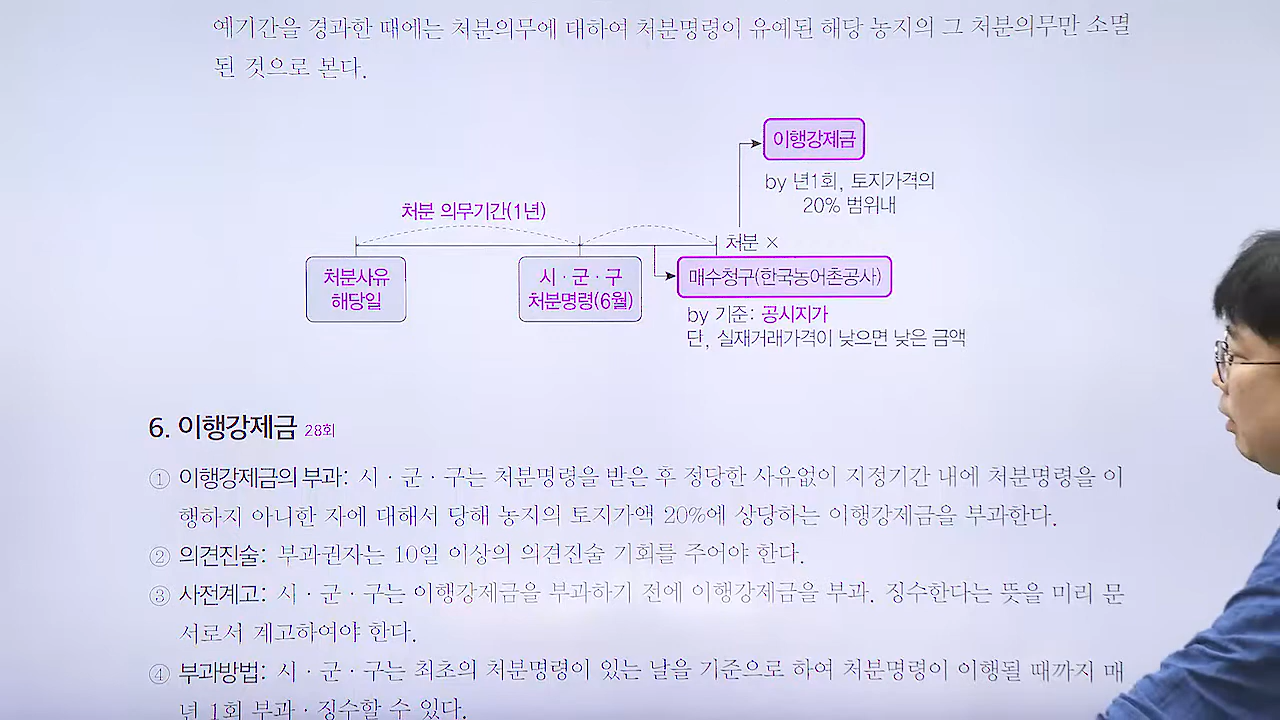 예기간을 경과한 때에는 처분의무에 대하여 처분명령이 유예된 해당 농지의 그 처분의무만 소멸
된 것으로 본다.
이행강제금
by 년1회, 토지가격의
20% 범위내
처분 의무기간(1년)
처분 ×
처분사유
해당일
시·군·구
처분명령(6월)
매수청구(한국농어촌공사)
by 기준: 공시지가
단, 실재거래가격이 낮으면 낮은 금액
6. 이행강제금 28회
① 이행강제금의 부과: 시·군·구는 처분명령을 받은 후 정당한 사유없이 지정기간 내에 처분명령을 이
행하지 아니한 자에 대해서 당해 농지의 토지가액 20%에 상당하는 이행강제금을 부과한다.
② 의견진술: 부과권자는 10일 이상의 의견진술 기회를 주어야 한다.
③ 사전계고: 시·군·구는 이행강제금을 부과하기 전에 이행강제금을 부과. 징수한다는 뜻을 미리 문
서로서 계고하여야 한다.
④ 부과방법: 시·군·구는 최초의 처분명령이 있는 날을 기준으로 하여 처분명령이 이행될 때까지 매
년 1회 부과·징수할 수 있다.